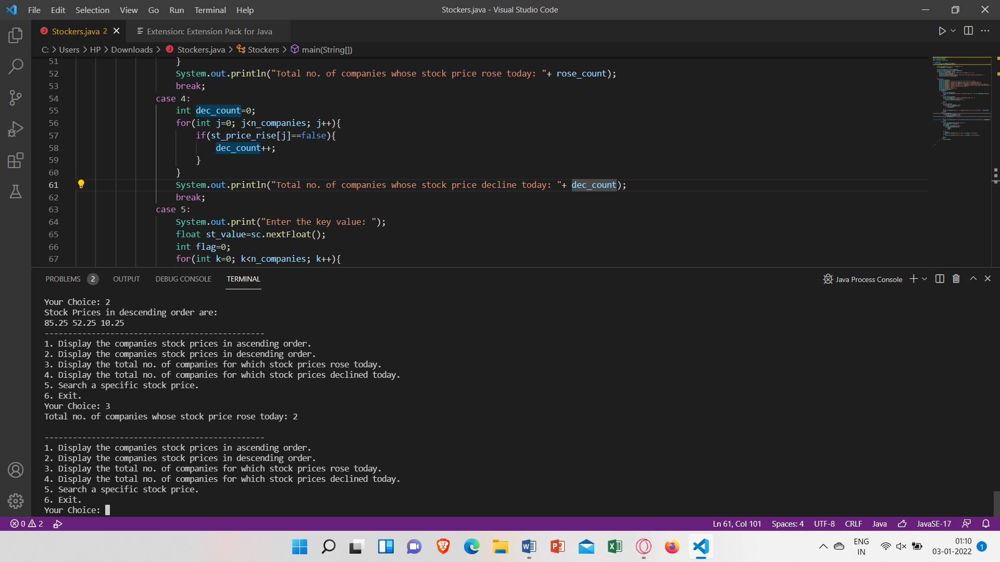 File Edit Selection View Go Run Terminal Help
Stockers.java - Visual Studio Code
Stockers.java 2
Extension: Extension Pack for Java
C: > Users > HP > Downloads > Stockers.java > Stockers > main(String[])
51 }
52 System.out.println("Total no. of companies whose stock price rose today: "+ rose_count);
53 break;
54 case 4:
55 int dec_count=0;
56 for(int j=0; j<n_companies; j++){
57 if(st_price_rise[j]==false){
58 dec_count++;
59 }
60 }
61 System.out.println("Total no. of companies whose stock price decline today: "+ dec_count);
62 break;
63 case 5:
64 System.out.print("Enter the key value: ");
65 float st_value=sc.nextFloat();
66 int flag=0;
67 for(int k=0; k<n_companies; k++){
PROBLEMS 2 OUTPUT DEBUG CONSOLE TERMINAL
Java Process Console
Your Choice: 2
Stock Prices in descending order are:
85.25 52.25 10.25
-----------------------------------------------
1. Display the companies stock prices in ascending order.
2. Display the companies stock prices in descending order.
3. Display the total no. of companies for which stock prices rose today.
4. Display the total no. of companies for which stock prices declined today.
5. Search a specific stock price.
6. Exit.
Your Choice: 3
Total no. of companies whose stock price rose today: 2
-----------------------------------------------
1. Display the companies stock prices in ascending order.
2. Display the companies stock prices in descending order.
3. Display the total no. of companies for which stock prices rose today.
4. Display the total no. of companies for which stock prices declined today.
5. Search a specific stock price.
6. Exit.
Your Choice:
0 2
Ln 61, Col 101 Spaces: 4 UTF-8 CRLF Java JavaSE-17
ENG
IN
01:10
03-01-2022
1